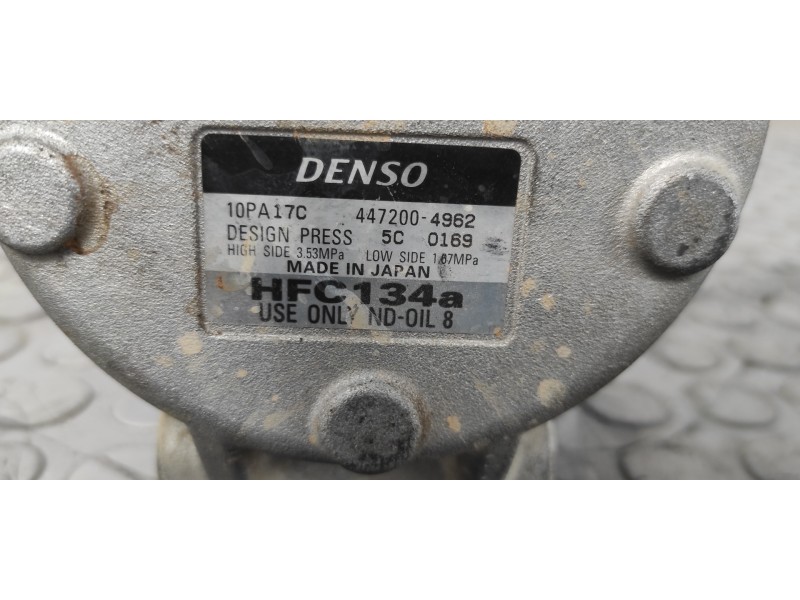 DENSO
10PA17C 447200-4962
DESIGN PRESS 5C 0169
HIGH SIDE 3.53MPa LOW SIDE 1.67MPa
MADE IN JAPAN
HFC134a
USE ONLY ND-OIL 8